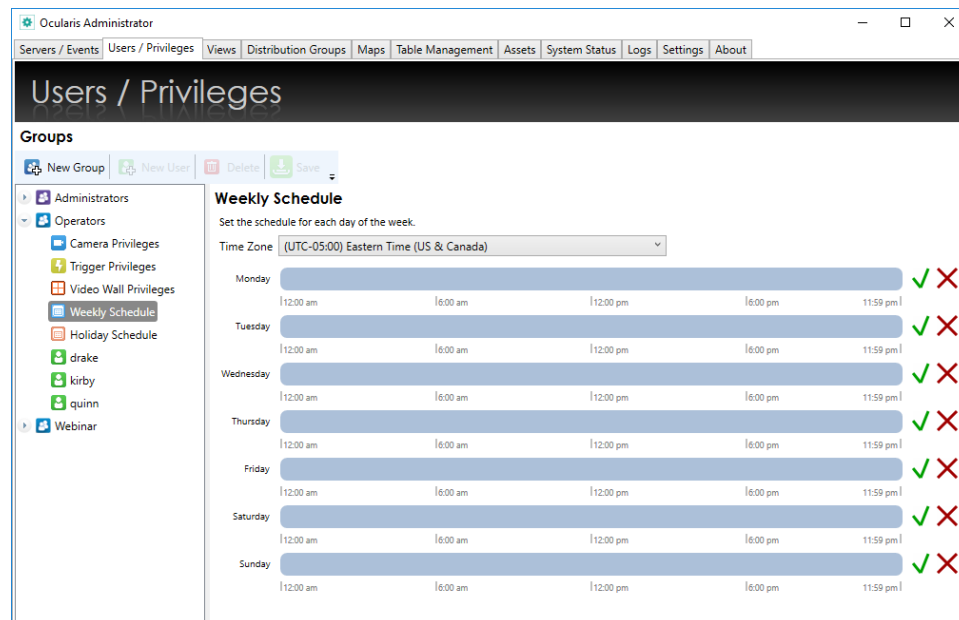 Ocularis Administrator
Servers / Events Users / Privileges Views Distribution Groups Maps Table Management Assets System Status Logs Settings About
Users / Privileges
Groups
New Group New User Delete Save
Administrators
Operators
Camera Privileges
Trigger Privileges
Video Wall Privileges
Weekly Schedule
Holiday Schedule
drake
kirby
quinn
Webinar
Weekly Schedule
Set the schedule for each day of the week.
Time Zone (UTC-05:00) Eastern Time (US & Canada)
Monday
12:00 am 6:00 am 12:00 pm 6:00 pm 11:59 pm
Tuesday
12:00 am 6:00 am 12:00 pm 6:00 pm 11:59 pm
Wednesday
12:00 am 6:00 am 12:00 pm 6:00 pm 11:59 pm
Thursday
12:00 am 6:00 am 12:00 pm 6:00 pm 11:59 pm
Friday
12:00 am 6:00 am 12:00 pm 6:00 pm 11:59 pm
Saturday
12:00 am 6:00 am 12:00 pm 6:00 pm 11:59 pm
Sunday
12:00 am 6:00 am 12:00 pm 6:00 pm 11:59 pm